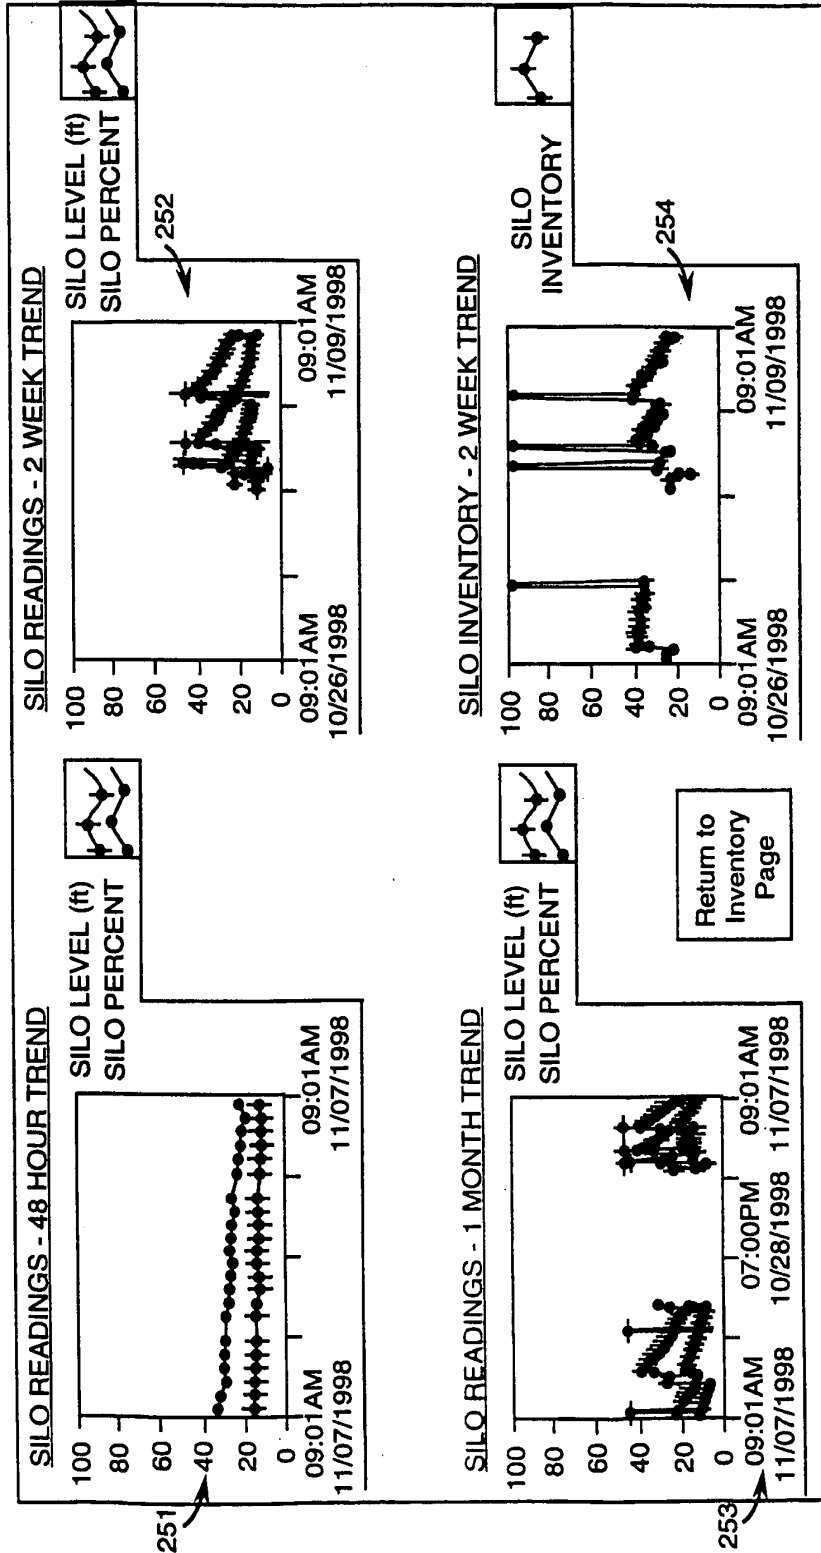 SILO READINGS - 48 HOUR TREND
SILO LEVEL (ft)
SILO PERCENT
100
80
60
40
20
0
09:01AM
11/07/1998
09:01AM
11/07/1998
251
SILO READINGS - 2 WEEK TREND
SILO LEVEL (ft)
SILO PERCENT
252
100
80
60
40
20
0
09:01AM
10/26/1998
09:01AM
11/09/1998
SILO READINGS - 1 MONTH TREND
SILO LEVEL (ft)
SILO PERCENT
100
80
60
40
20
0
09:01AM
11/07/1998
07:00PM
10/28/1998
09:01AM
11/07/1998
253
Return to
Inventory
Page
SILO INVENTORY - 2 WEEK TREND
SILO
INVENTORY
254
100
80
60
40
20
0
09:01AM
10/26/1998
09:01AM
11/09/1998